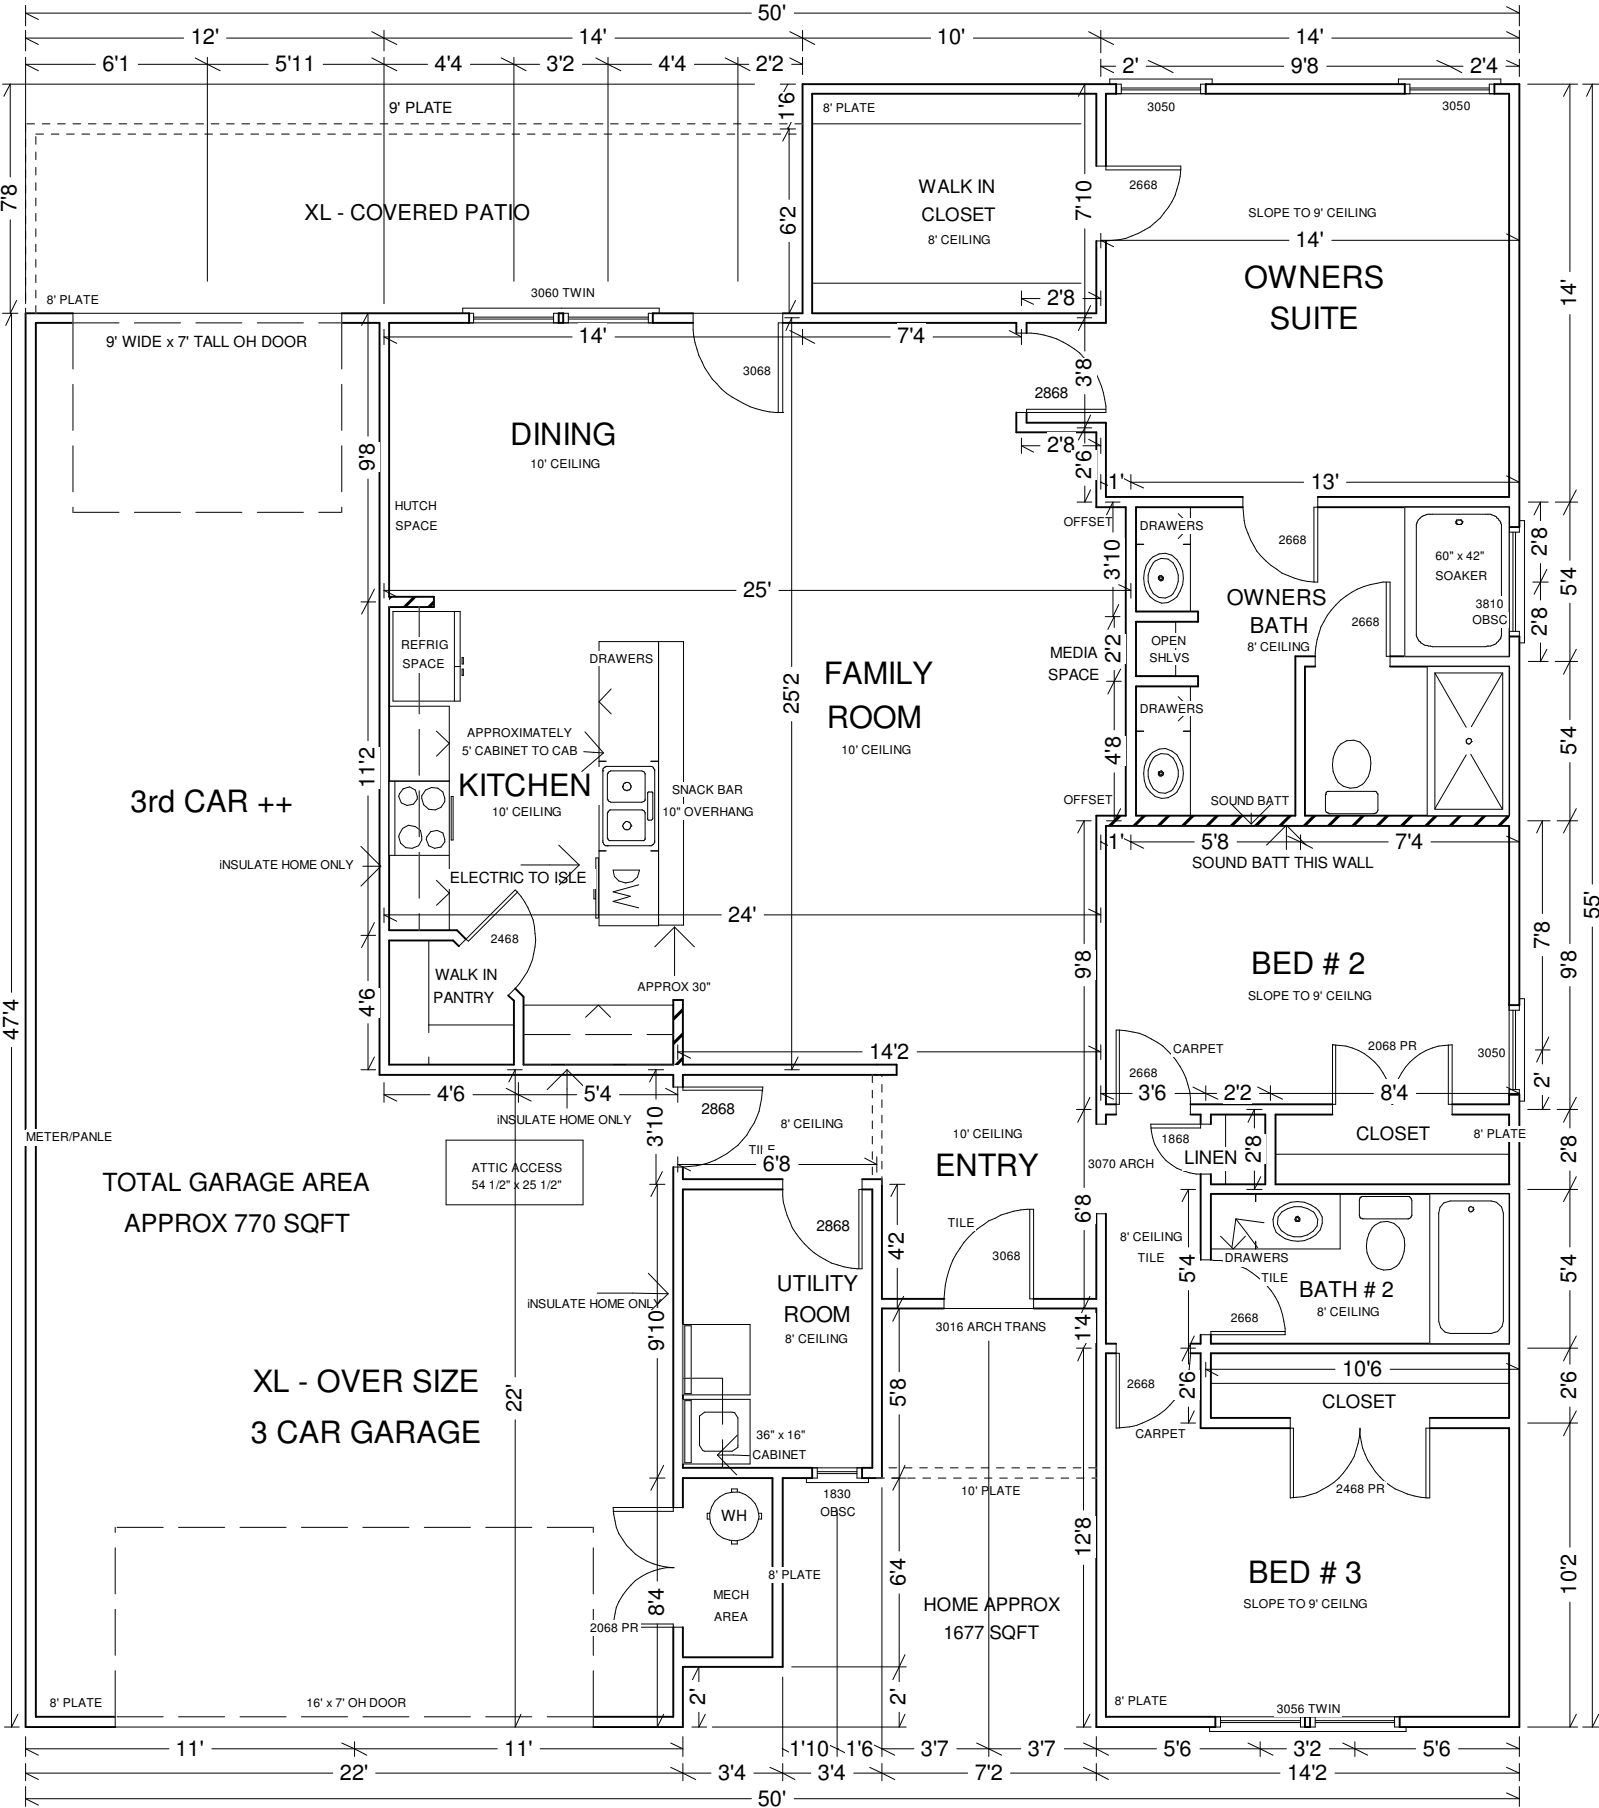 50'
12' 14' 10' 14'
6'1 5'11 4'4 3'2 4'4 2'2 2' 9'8 2'4
9' PLATE
1'6
8' PLATE
3050
3050
7'8
XL - COVERED PATIO
6'2
WALK IN
CLOSET
8' CEILING
7'10
2668
SLOPE TO 9' CEILING
14'
OWNERS
SUITE
14'
8' PLATE
3060 TWIN
2'8
9' WIDE x 7' TALL OH DOOR
14'
7'4
3068
2868
3'8
DINING
10' CEILING
9'8
2'8
2'6
1'
13'
HUTCH
SPACE
OFFSET
DRAWERS
2668
3'10
60" x 42"
SOAKER
2'8
5'4
25'
OWNERS
BATH
8' CEILING
2668
3810
OBSC
2'8
REFRIG
SPACE
DRAWERS
MEDIA
SPACE
2'2
OPEN
SHLVS
FAMILY
ROOM
10' CEILING
25'2
DRAWERS
4'8
5'4
APPROXIMATELY
5' CABINET TO CAB
11'2
KITCHEN
10' CEILING
SNACK BAR
10" OVERHANG
3rd CAR ++
OFFSET
SOUND BATT
1'
5'8
7'4
SOUND BATT THIS WALL
iNSULATE HOME ONLY
ELECTRIC TO ISLE
DW
24'
55'
2468
WALK IN
PANTRY
APPROX 30"
4'6
9'8
BED # 2
SLOPE TO 9' CEILNG
7'8
9'8
47'4
14'2
CARPET
2668
2068 PR
3050
2'
4'6
5'4
3'6
2'2
8'4
iNSULATE HOME ONLY
3'10
2868
8' CEILING
TILE
6'8
10' CEILING
ENTRY
3070 ARCH
1868
LINEN
2'8
CLOSET
8' PLATE
2'8
METER/PANLE
ATTIC ACCESS
54 1/2" x 25 1/2"
TOTAL GARAGE AREA
APPROX 770 SQFT
2868
4'2
TILE
3068
6'8
8' CEILING
TILE
5'4
DRAWERS
TILE
BATH # 2
8' CEILING
2668
5'4
iNSULATE HOME ONLY
UTILITY
ROOM
8' CEILING
9'10
3016 ARCH TRANS
1'4
XL - OVER SIZE
3 CAR GARAGE
22'
5'8
2668
2'6
10'6
CLOSET
2'6
CARPET
36" x 16"
CABINET
2468 PR
1830
OBSC
10' PLATE
WH
12'8
MECH
AREA
8' PLATE
6'4
8'4
2068 PR
HOME APPROX
1677 SQFT
BED # 3
SLOPE TO 9' CEILNG
10'2
8' PLATE
16' x 7' OH DOOR
2'
2'
8' PLATE
3056 TWIN
11' 11' 1'10 1'6 3'7 3'7 5'6 3'2 5'6
22' 3'4 3'4 7'2 14'2
50'